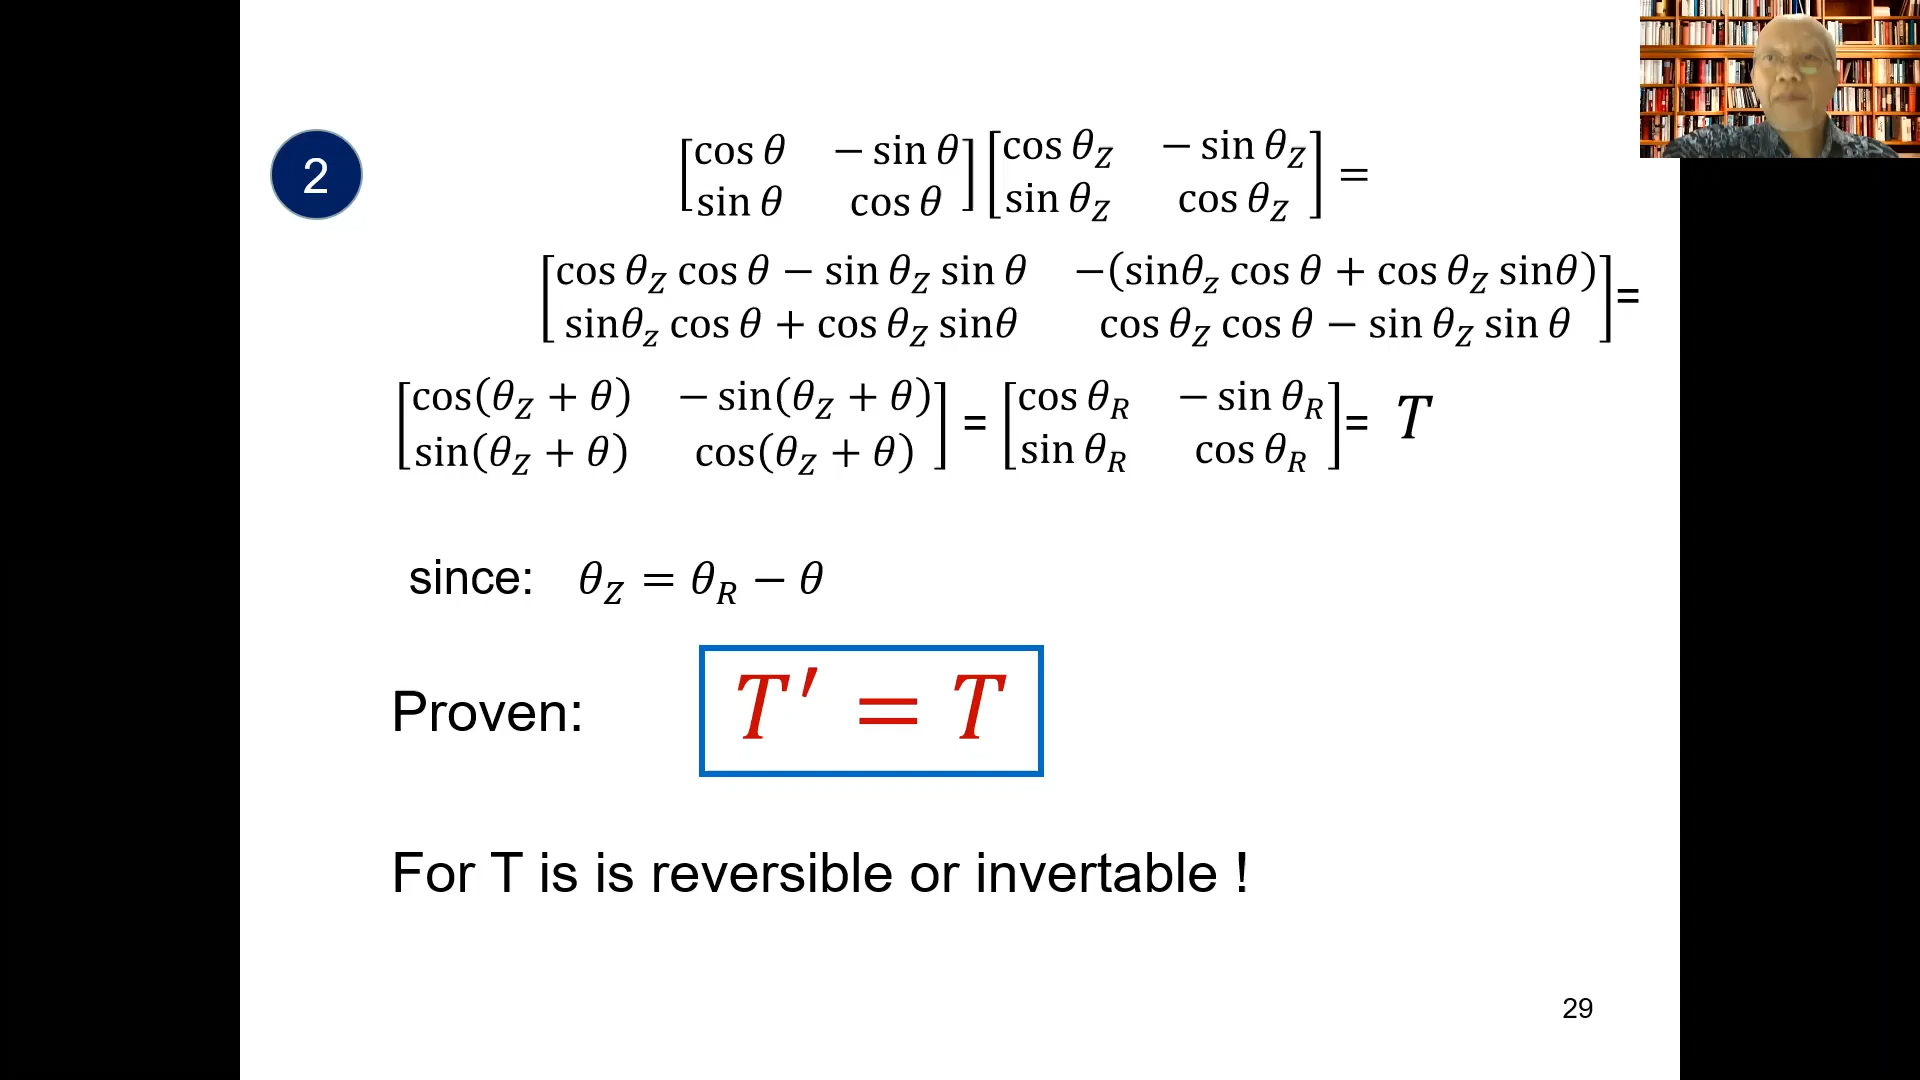 2
[cos θ −sin θ sin θ cos θ] [cos θ_Z −sin θ_Z sin θ_Z cos θ_Z] =
[cos θ_Z cos θ − sin θ_Z sin θ −(sinθ_z cos θ + cos θ_Z sinθ)
sinθ_z cos θ + cos θ_Z sinθ cos θ_Z cos θ − sin θ_Z sin θ] =
[cos(θ_Z + θ) −sin(θ_Z + θ) sin(θ_Z + θ) cos(θ_Z + θ)] = [cos θ_R −sin θ_R sin θ_R cos θ_R] = T
since: θ_Z = θ_R − θ
Proven: T′ = T
For T is is reversible or invertable !
29